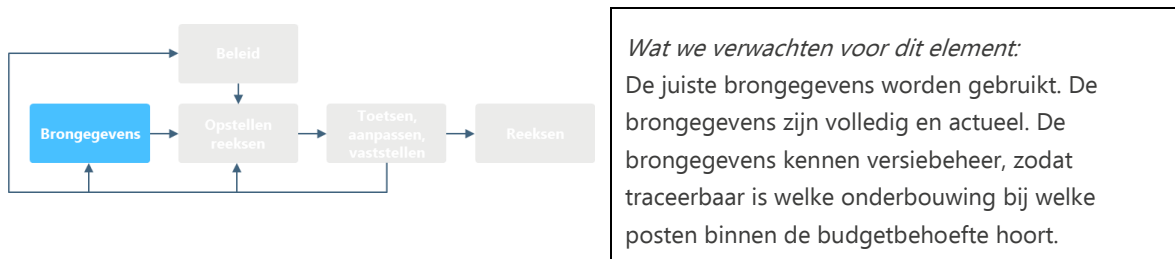 Beleid
Brongegevens
Opstellen
reeksen
Toetsen,
aanpassen,
vaststellen
Reeksen
Wat we verwachten voor dit element:
De juiste brongegevens worden gebruikt. De
brongegevens zijn volledig en actueel. De
brongegevens kennen versiebeheer, zodat
traceerbaar is welke onderbouwing bij welke
posten binnen de budgetbehoefte hoort.